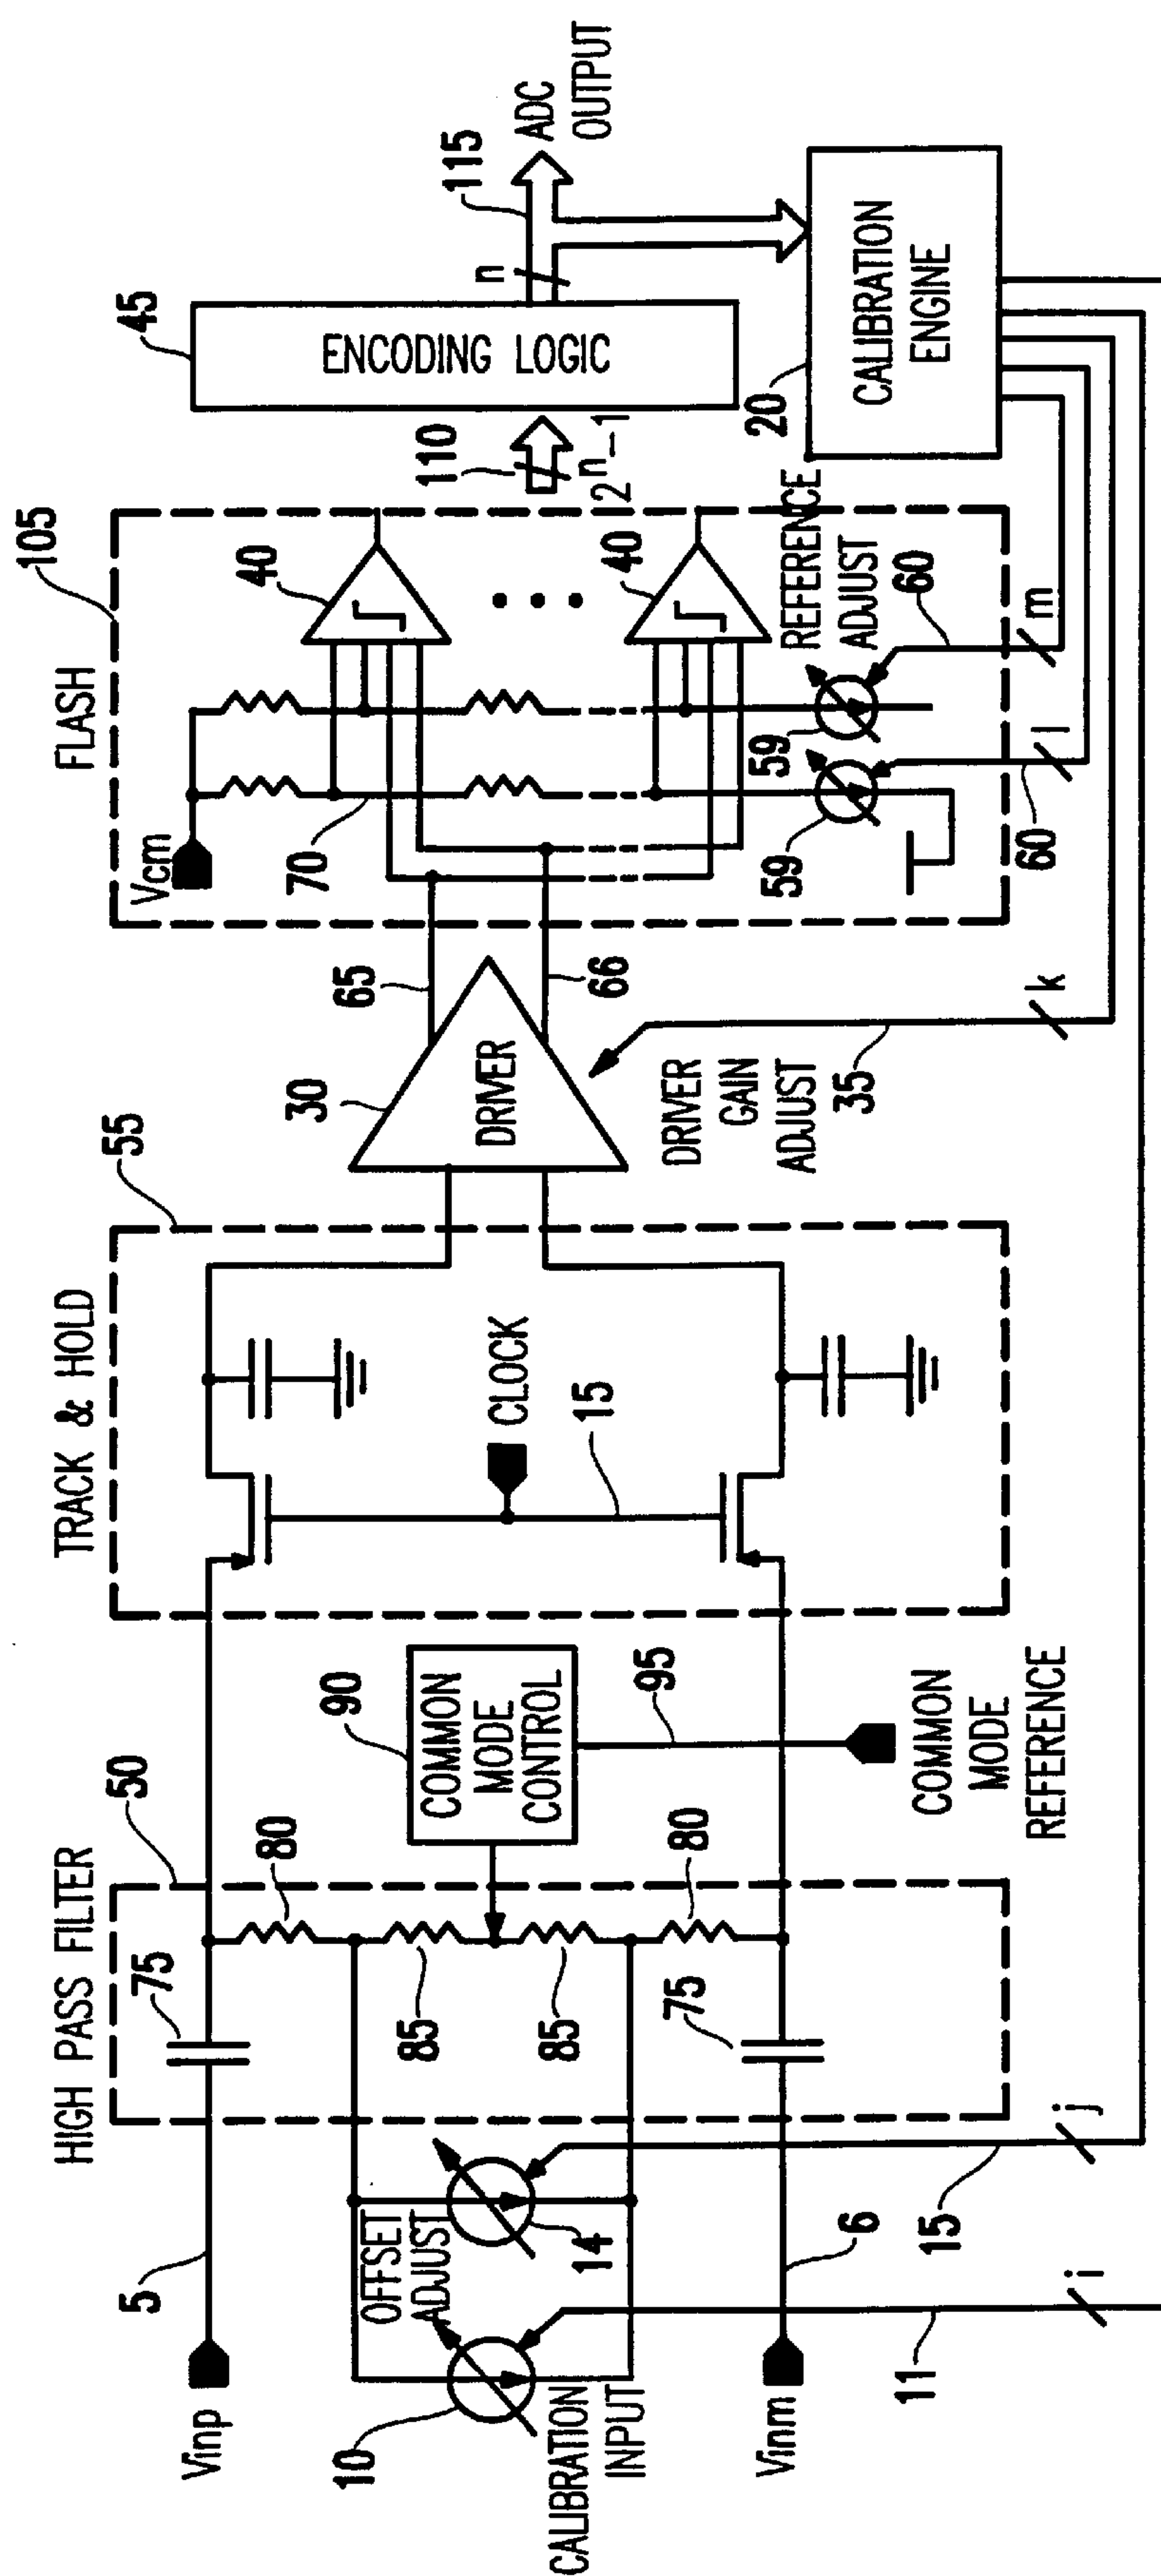 HIGH PASS FILTER
50
TRACK & HOLD
55
FLASH
105
45
Vinp
5
75
80
90
COMMON
MODE
CONTROL
CLOCK
15
30
DRIVER
65
66
Vcm
70
40
40
110
n
2 -1
ENCODING LOGIC
n
115
ADC
OUTPUT
10
OFFSET
ADJUST
14
CALIBRATION
INPUT
85
85
75
80
95
COMMON
MODE
REFERENCE
Vinm
6
11
i
15
j
DRIVER
GAIN
ADJUST
35
k
59
59
REFERENCE
ADJUST
60
60
l
m
20
CALIBRATION
ENGINE